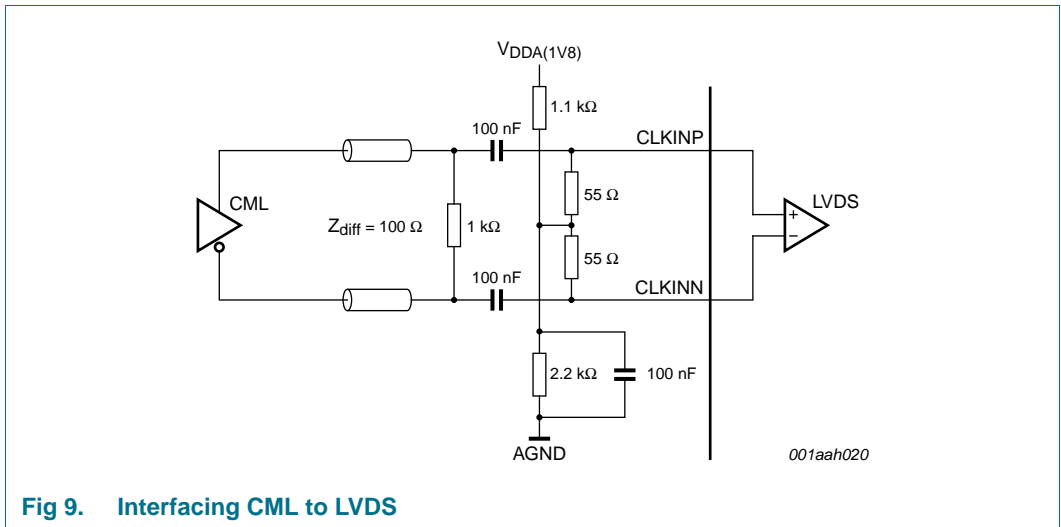 VDDA(1V8)
1.1 kΩ
100 nF
CLKINP
CML
Zdiff = 100 Ω
1 kΩ
55 Ω
LVDS
+
−
55 Ω
100 nF
CLKINN
2.2 kΩ
100 nF
AGND
001aah020
Fig 9. Interfacing CML to LVDS